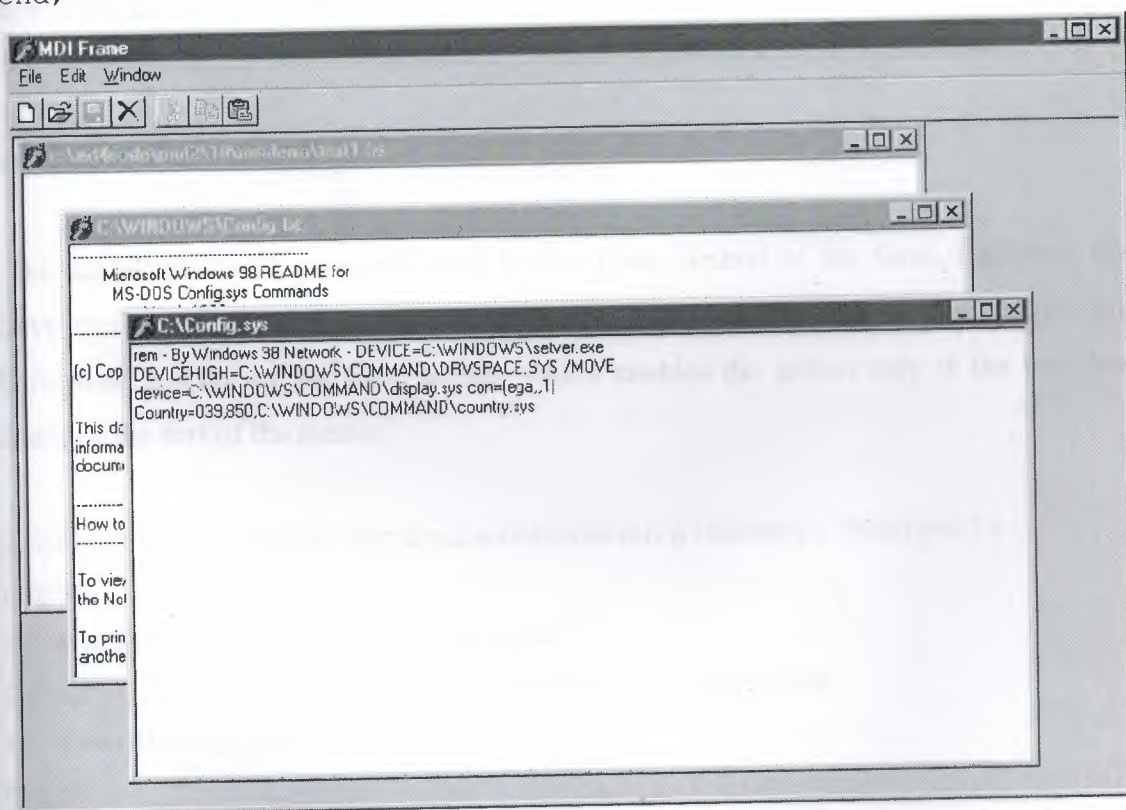 end;
MDI Frame
File Edit Window
C:\WINDOWS\Config.txt
Microsoft Windows 98 README for
MS-DOS Config.sys Commands
(c) Cop
This do
informa
docum
How to
To view
the Not
To prin
anothe
C:\Config.sys
rem - By Windows 98 Network - DEVICE=C:\WINDOWS\setver.exe
DEVICEHIGH=C:\WINDOWS\COMMAND\DRVSPACE.SYS /MOVE
device=C:\WINDOWS\COMMAND\display.sys con=(ega,,1)
Country=039,850,C:\WINDOWS\COMMAND\country.sys